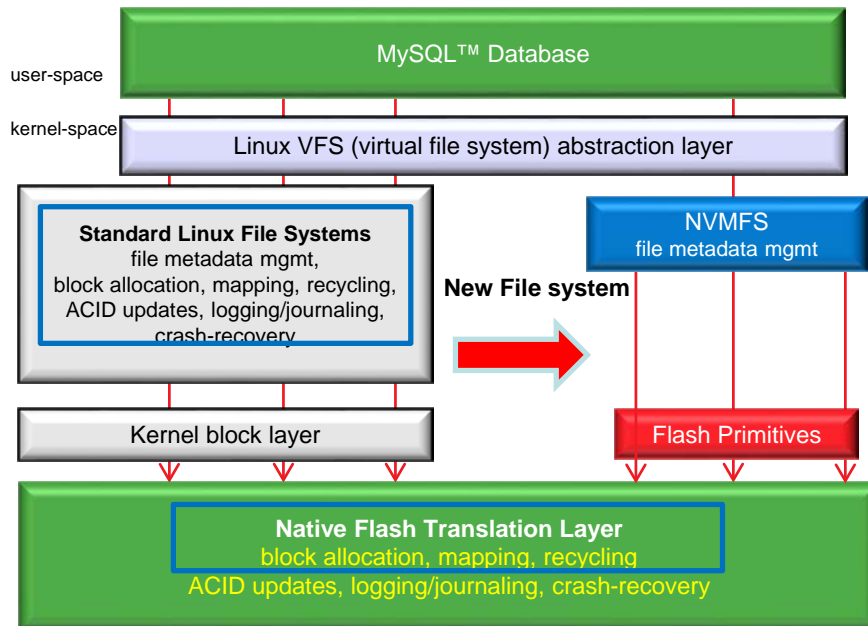 MySQL™ Database
user-space
kernel-space
Linux VFS (virtual file system) abstraction layer
Standard Linux File Systems
file metadata mgmt,
block allocation, mapping, recycling,
ACID updates, logging/journaling,
crash-recovery
NVMFS
file metadata mgmt
New File system
Kernel block layer
Flash Primitives
Native Flash Translation Layer
block allocation, mapping, recycling
ACID updates, logging/journaling, crash-recovery